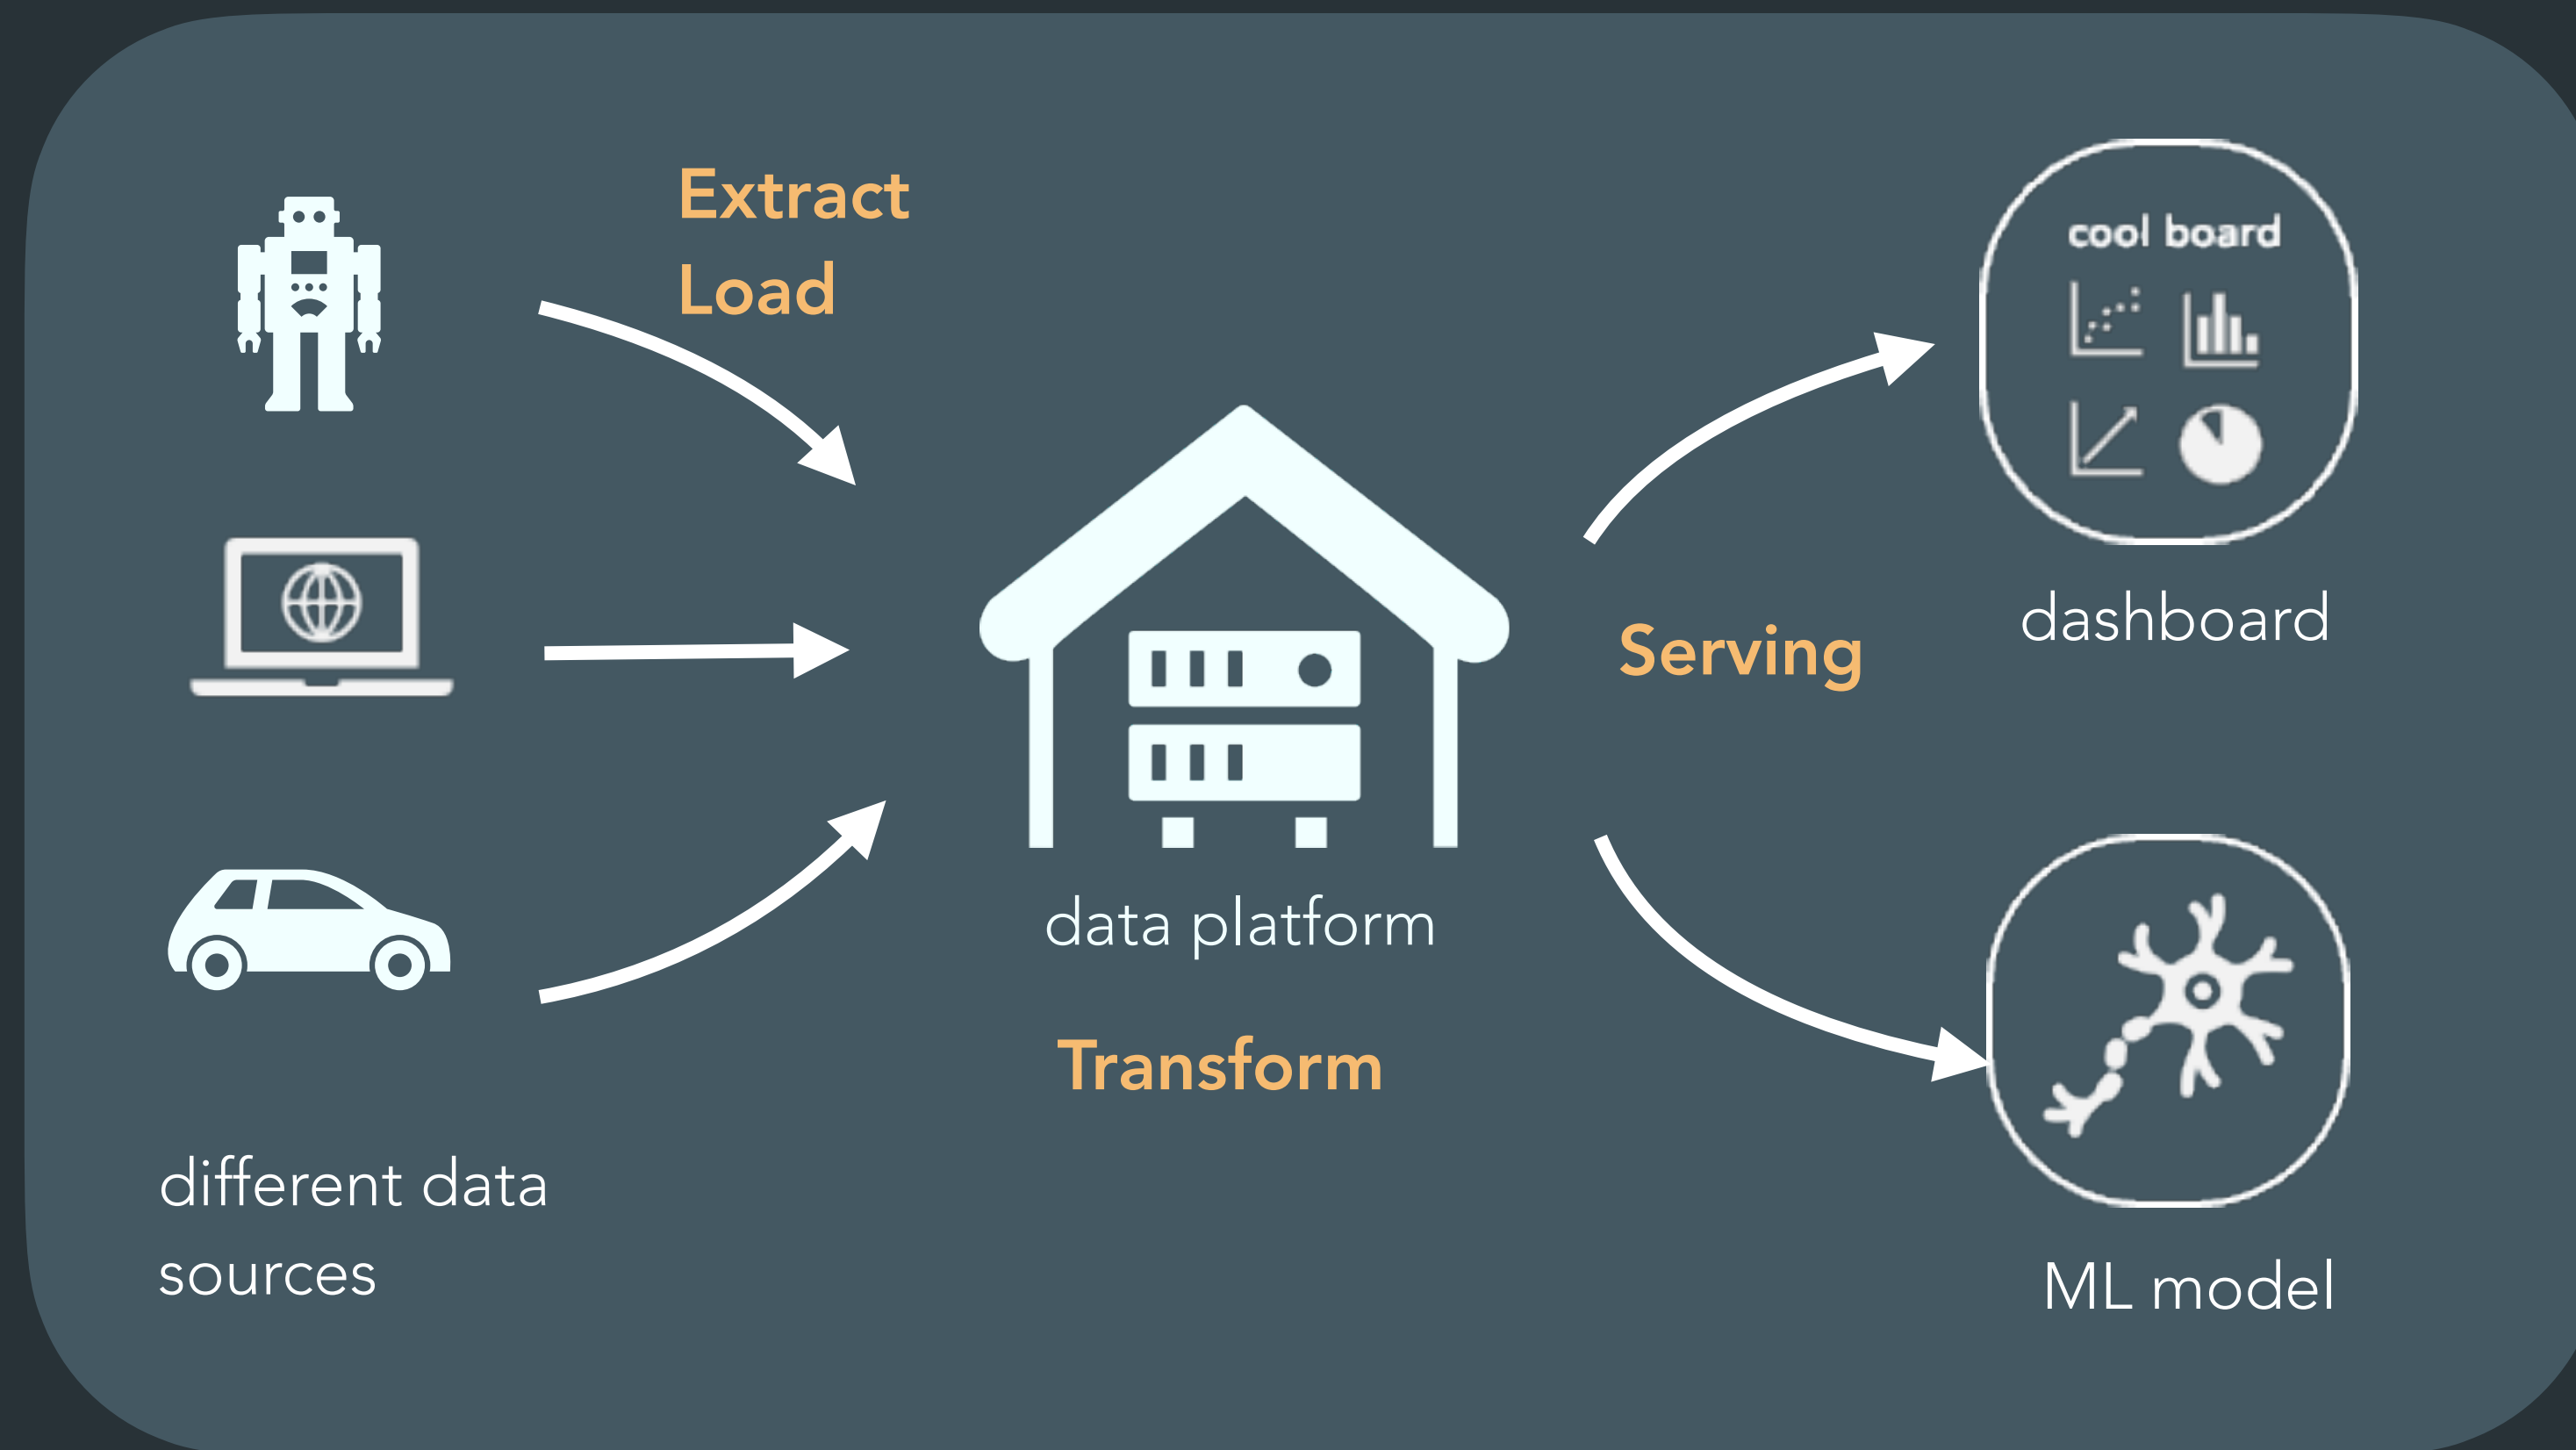 Extract
Load
cool board
dashboard
Serving
data platform
Transform
different data
sources
ML model